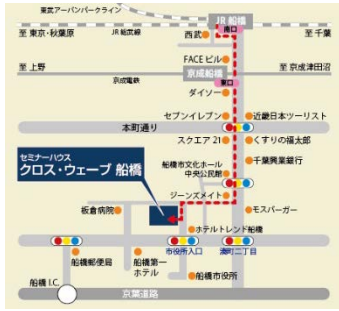 東武アーバンパークライン
JR 船橋
南口
至 東京・秋葉原
JR 総武線
西武
至 千葉
FACE ビル
至 上野
京成船橋
至 京成津田沼
京成電鉄
東口
ダイソー
セブンイレブン
近畿日本ツーリスト
本町通り
スクエア 21
くすりの福太郎
船橋市文化ホール
中央公民館
千葉興業銀行
セミナーハウス
クロス・ウェーブ 船橋
ジーンズメイト
板倉病院
モスバーガー
ホテルトレンド船橋
市役所入口
湊町二丁目
船橋郵便局
船橋第一
ホテル
船橋市役所
船橋 I.C.
京葉道路